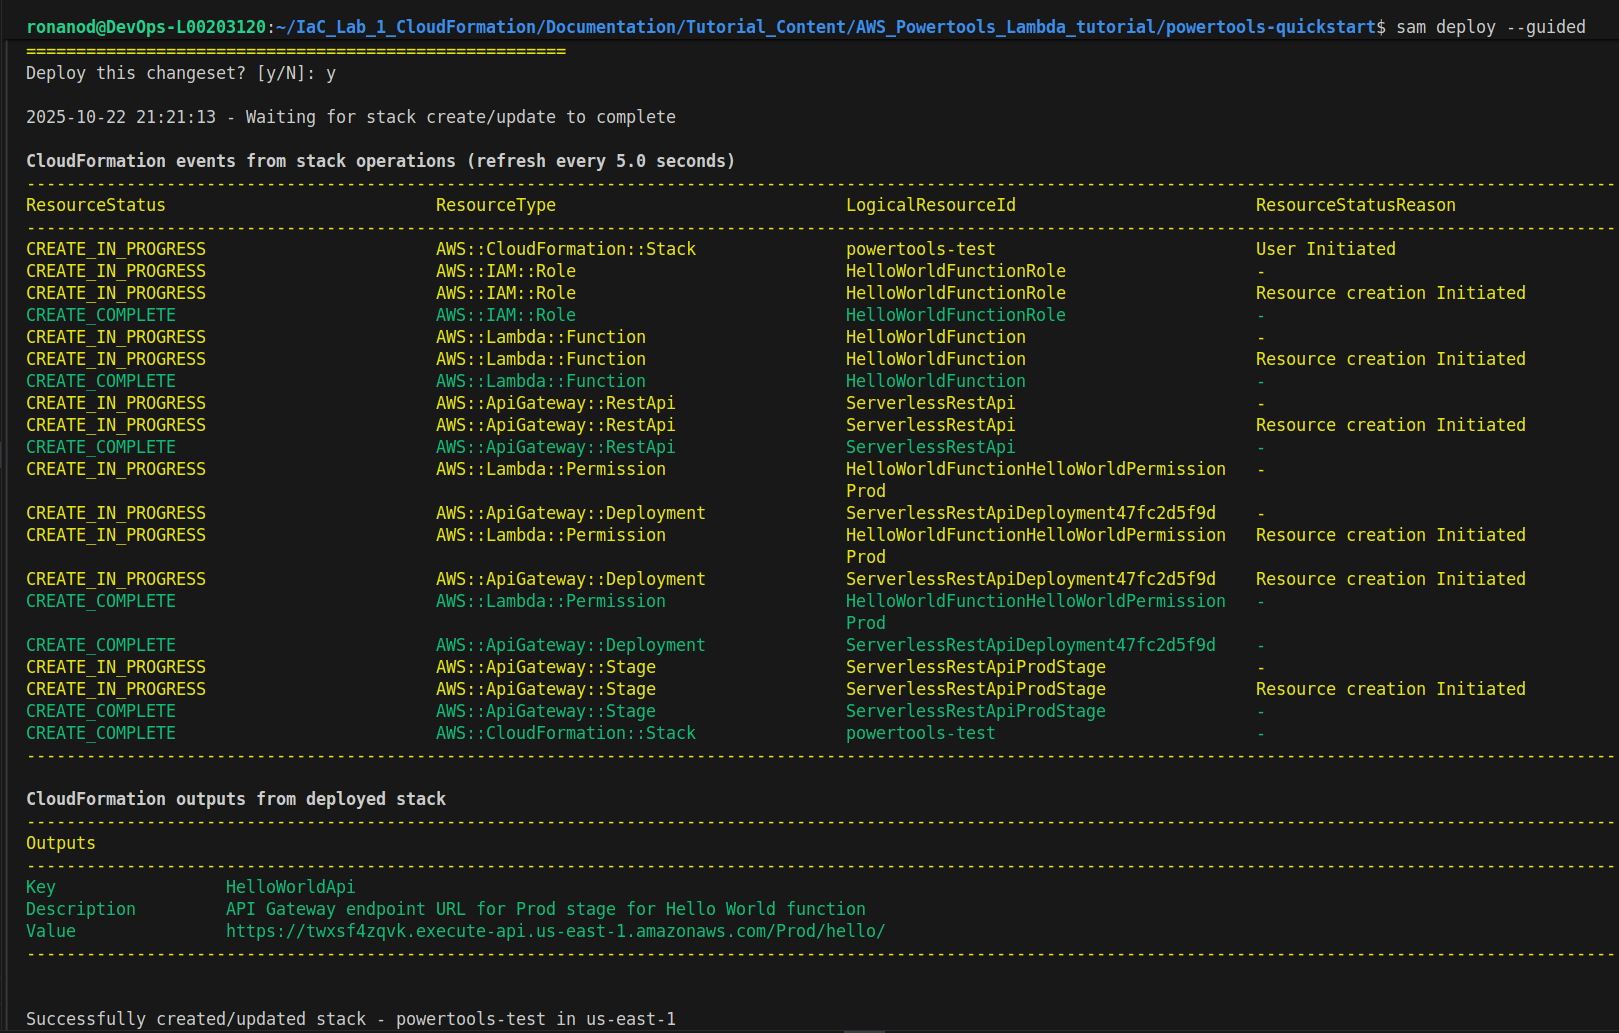 ronanod@DevOps-L00203120:~/IaC_Lab_1_CloudFormation/Documentation/Tutorial_Content/AWS_Powertools_Lambda_tutorial/powertools-quickstart$ sam deploy --guided
======================================================
Deploy this changeset? [y/N]: y
2025-10-22 21:21:13 - Waiting for stack create/update to complete
CloudFormation events from stack operations (refresh every 5.0 seconds)
---------------------------------------------------------------------------------------------------------------------------------------------------------------
ResourceStatus ResourceType LogicalResourceId ResourceStatusReason
---------------------------------------------------------------------------------------------------------------------------------------------------------------
CREATE_IN_PROGRESS AWS::CloudFormation::Stack powertools-test User Initiated
CREATE_IN_PROGRESS AWS::IAM::Role HelloWorldFunctionRole -
CREATE_IN_PROGRESS AWS::IAM::Role HelloWorldFunctionRole Resource creation Initiated
CREATE_COMPLETE AWS::IAM::Role HelloWorldFunctionRole -
CREATE_IN_PROGRESS AWS::Lambda::Function HelloWorldFunction -
CREATE_IN_PROGRESS AWS::Lambda::Function HelloWorldFunction Resource creation Initiated
CREATE_COMPLETE AWS::Lambda::Function HelloWorldFunction -
CREATE_IN_PROGRESS AWS::ApiGateway::RestApi ServerlessRestApi -
CREATE_IN_PROGRESS AWS::ApiGateway::RestApi ServerlessRestApi Resource creation Initiated
CREATE_COMPLETE AWS::ApiGateway::RestApi ServerlessRestApi -
CREATE_IN_PROGRESS AWS::Lambda::Permission HelloWorldFunctionHelloWorldPermission -
Prod
CREATE_IN_PROGRESS AWS::ApiGateway::Deployment ServerlessRestApiDeployment47fc2d5f9d -
CREATE_IN_PROGRESS AWS::Lambda::Permission HelloWorldFunctionHelloWorldPermission Resource creation Initiated
Prod
CREATE_IN_PROGRESS AWS::ApiGateway::Deployment ServerlessRestApiDeployment47fc2d5f9d Resource creation Initiated
CREATE_COMPLETE AWS::Lambda::Permission HelloWorldFunctionHelloWorldPermission -
Prod
CREATE_COMPLETE AWS::ApiGateway::Deployment ServerlessRestApiDeployment47fc2d5f9d -
CREATE_IN_PROGRESS AWS::ApiGateway::Stage ServerlessRestApiProdStage -
CREATE_IN_PROGRESS AWS::ApiGateway::Stage ServerlessRestApiProdStage Resource creation Initiated
CREATE_COMPLETE AWS::ApiGateway::Stage ServerlessRestApiProdStage -
CREATE_COMPLETE AWS::CloudFormation::Stack powertools-test -
---------------------------------------------------------------------------------------------------------------------------------------------------------------
CloudFormation outputs from deployed stack
---------------------------------------------------------------------------------------------------------------------------------------------------------------
Outputs
---------------------------------------------------------------------------------------------------------------------------------------------------------------
Key HelloWorldApi
Description API Gateway endpoint URL for Prod stage for Hello World function
Value https://twxsf4zqvk.execute-api.us-east-1.amazonaws.com/Prod/hello/
---------------------------------------------------------------------------------------------------------------------------------------------------------------
Successfully created/updated stack - powertools-test in us-east-1